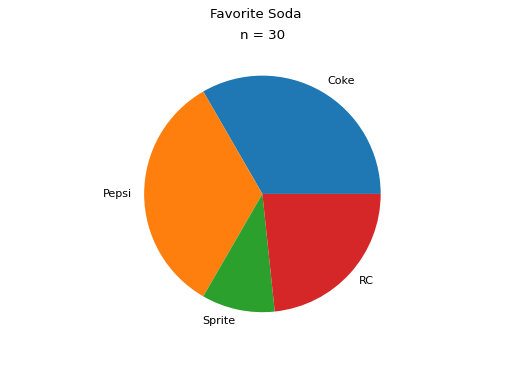 Favorite Soda
n = 30
Coke
Pepsi
RC
Sprite